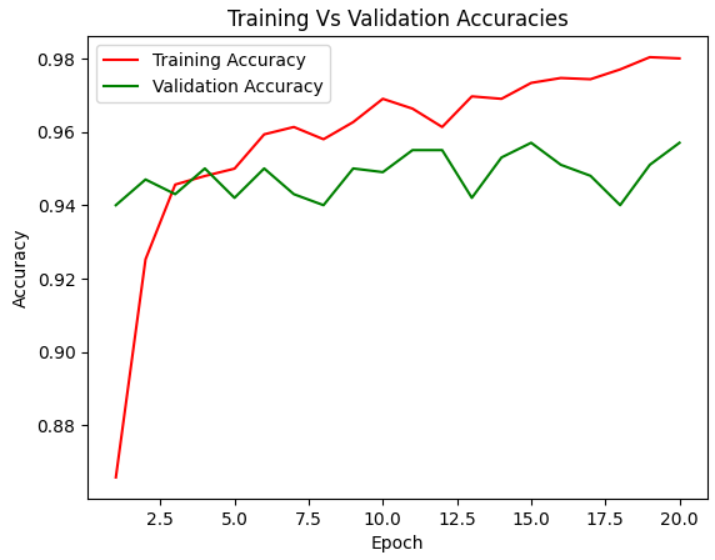 Training Vs Validation Accuracies
Training Accuracy
Validation Accuracy
0.98
0.96
0.94
0.92
0.90
0.88
Accuracy
2.5 5.0 7.5 10.0 12.5 15.0 17.5 20.0
Epoch